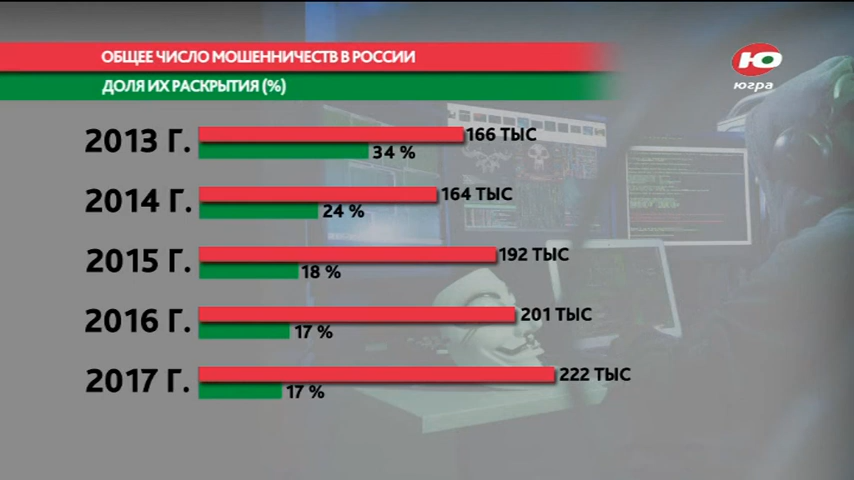 ОБЩЕЕ ЧИСЛО МОШЕННИЧЕСТВ В РОССИИ
ДОЛЯ ИХ РАСКРЫТИЯ (%)
Ю
югра
2013 Г.
166 ТЫС
34 %
2014 Г.
164 ТЫС
24 %
2015 Г.
192 ТЫС
18 %
2016 Г.
201 ТЫС
17 %
2017 Г.
222 ТЫС
17 %